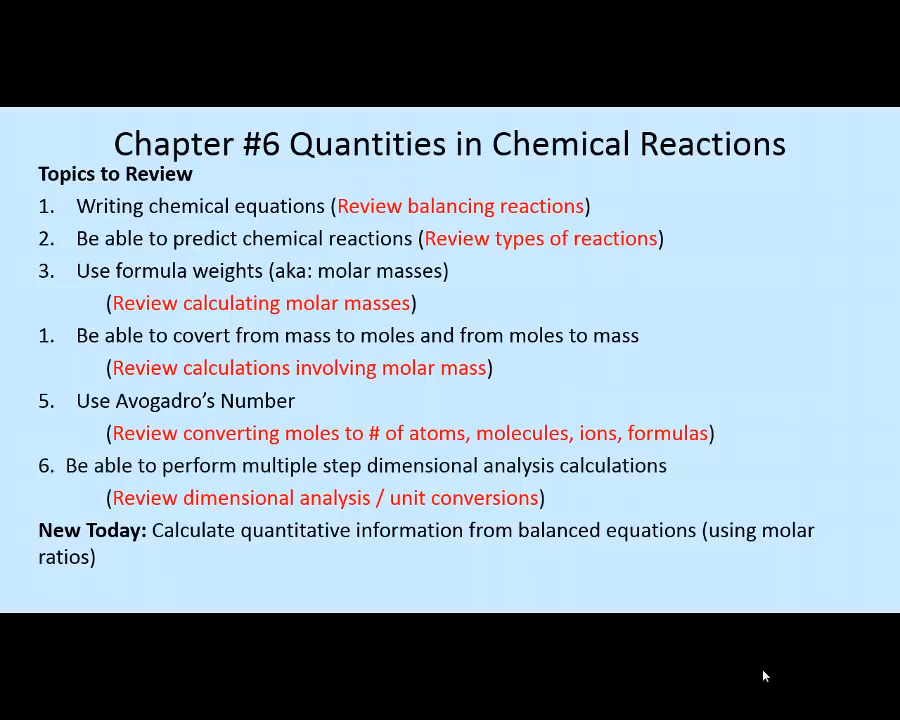 Chapter #6 Quantities in Chemical Reactions
Topics to Review
1. Writing chemical equations (Review balancing reactions)
2. Be able to predict chemical reactions (Review types of reactions)
3. Use formula weights (aka: molar masses)
(Review calculating molar masses)
1. Be able to covert from mass to moles and from moles to mass
(Review calculations involving molar mass)
5. Use Avogadro’s Number
(Review converting moles to # of atoms, molecules, ions, formulas)
6. Be able to perform multiple step dimensional analysis calculations
(Review dimensional analysis / unit conversions)
New Today: Calculate quantitative information from balanced equations (using molar
ratios)